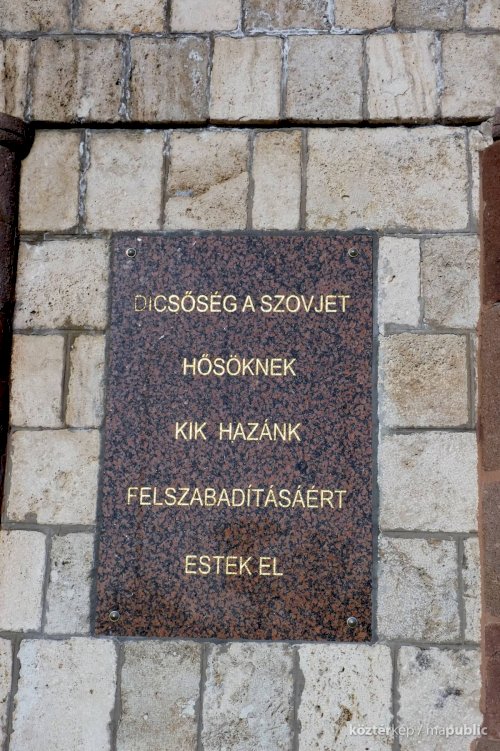 DICSŐSÉG A SZOVJET
HŐSÖKNEK
KIK HAZÁNK
FELSZABADÍTÁSÁÉRT
ESTEK EL
köztérkép / mapublic